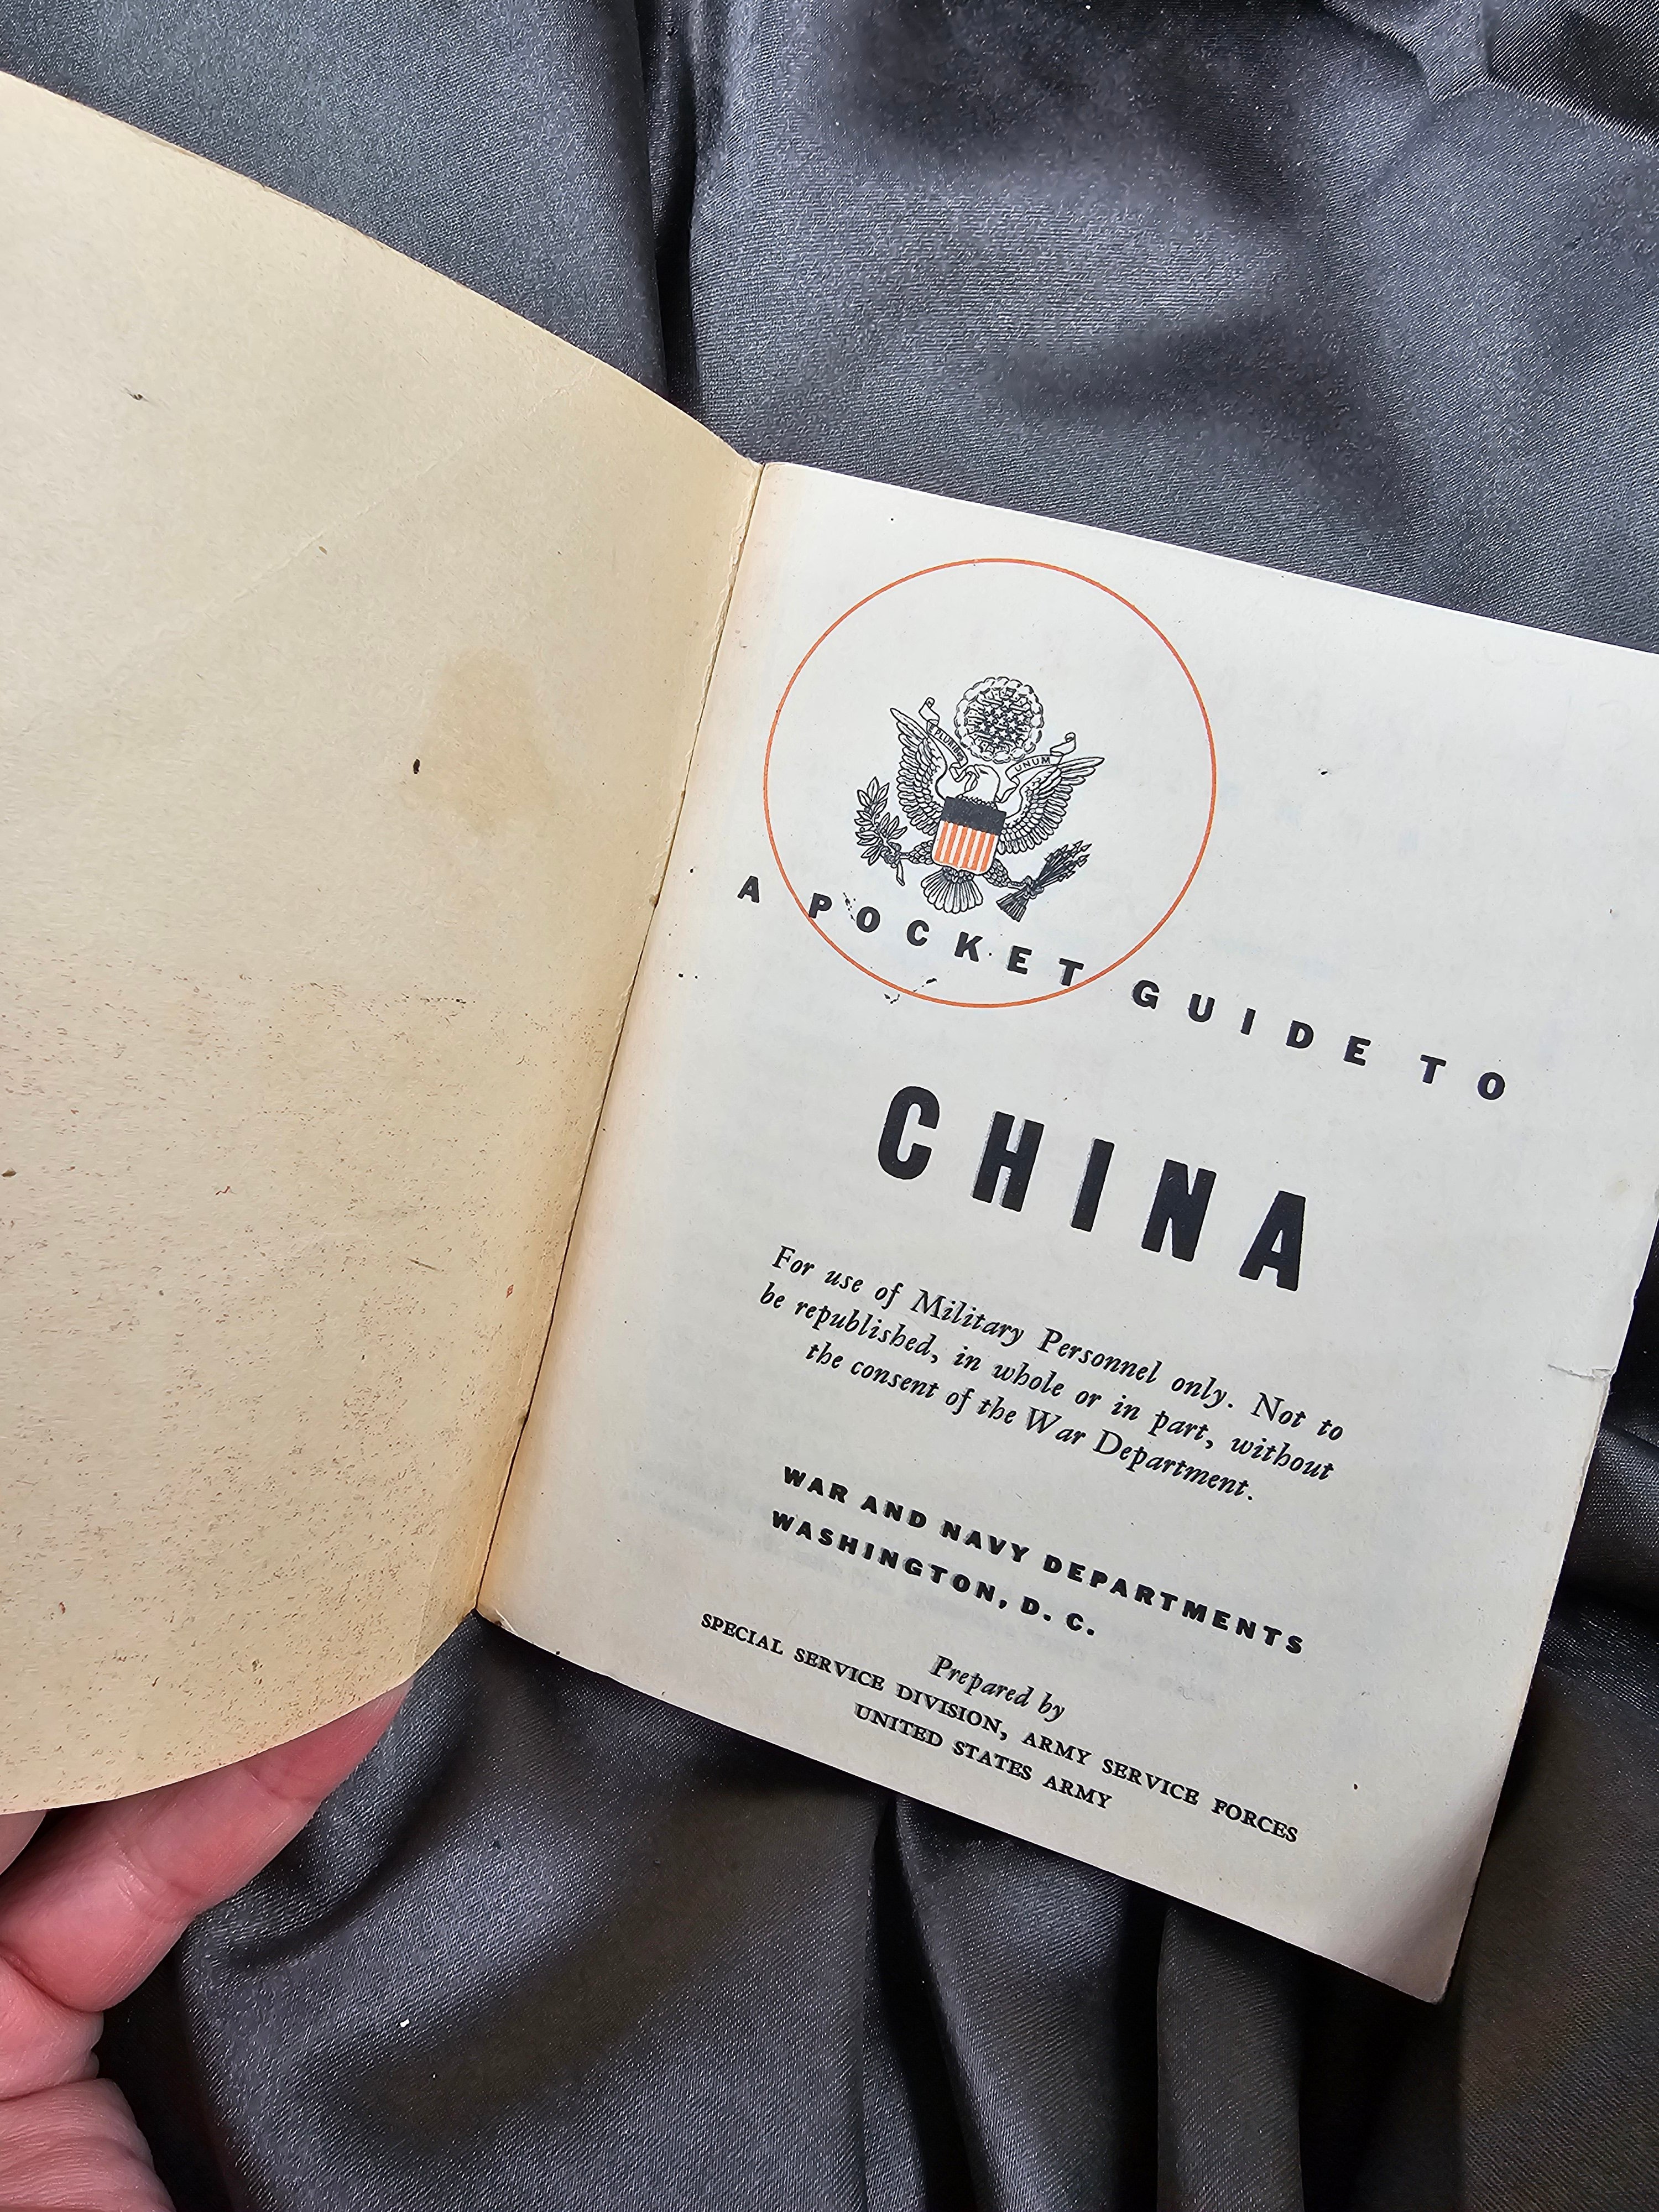 PLURIBUS
UNUM
A POCKET GUIDE TO
CHINA
For use of Military Personnel only. Not to
be republished, in whole or in part, without
the consent of the War Department.
WAR AND NAVY DEPARTMENTS
WASHINGTON, D. C.
Prepared by
SPECIAL SERVICE DIVISION, ARMY SERVICE FORCES
UNITED STATES ARMY